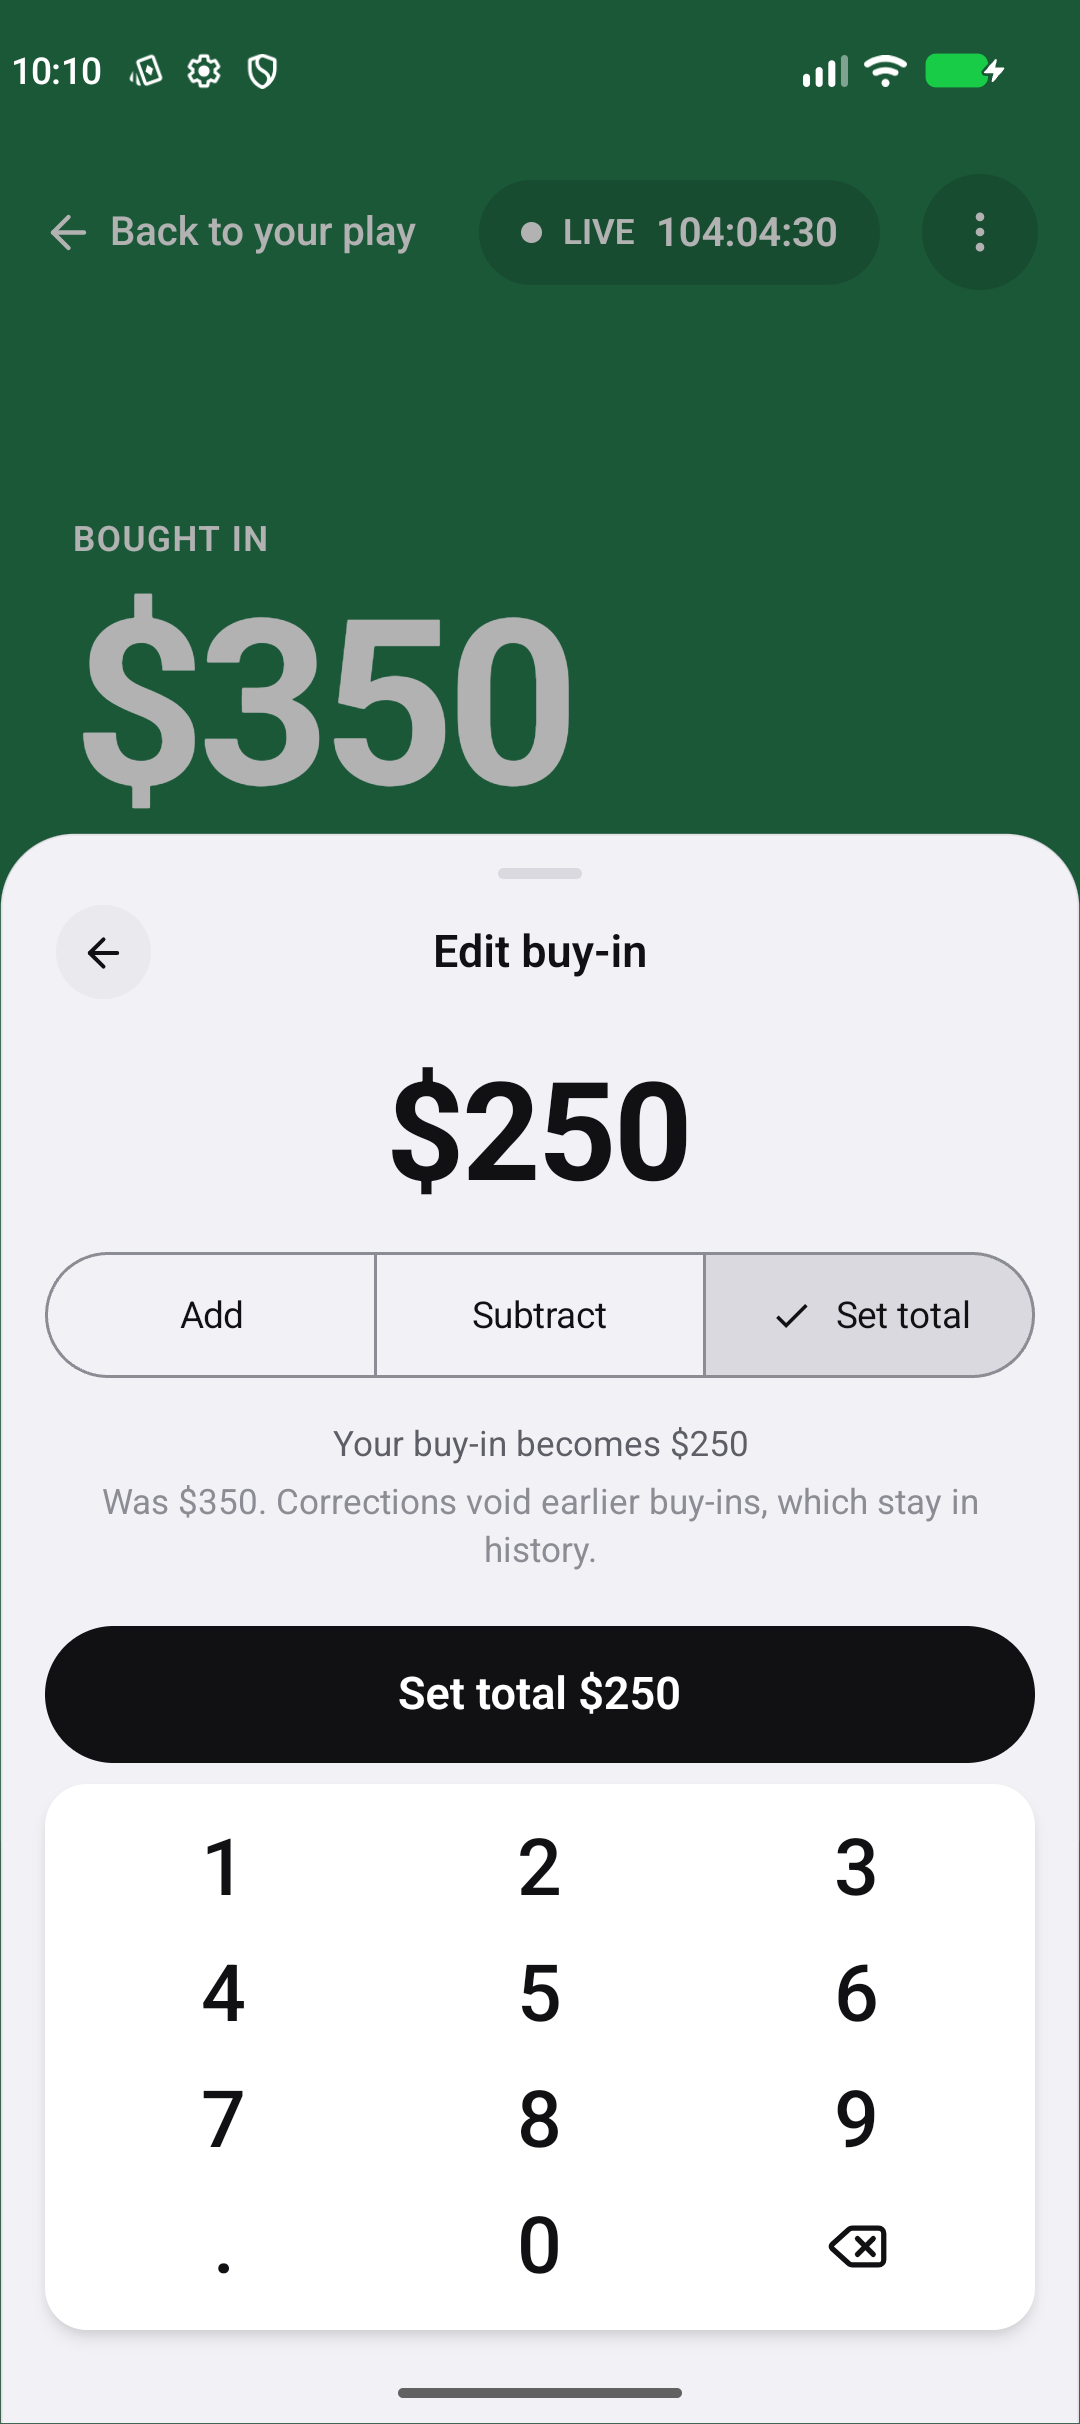 10:10
Back to your play
LIVE 104:04:30
BOUGHT IN
$350
Edit buy-in
$250
Add
Subtract
Set total
Your buy-in becomes $250
Was $350. Corrections void earlier buy-ins, which stay in
history.
Set total $250
1 2 3
4 5 6
7 8 9
. 0